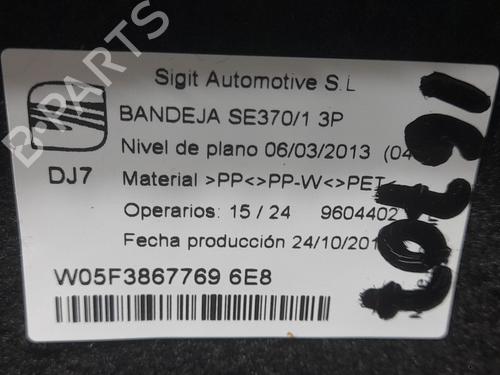 Sigit Automotive S.L
BANDEJA SE370/1 3P
Nivel de plano 06/03/2013 (04
DJ7
Material >PP<>PP-W<>PET<
Operarios: 15 / 24 9604402
Fecha producción 24/10/201
W05F3867769 6E8
B-PARTS